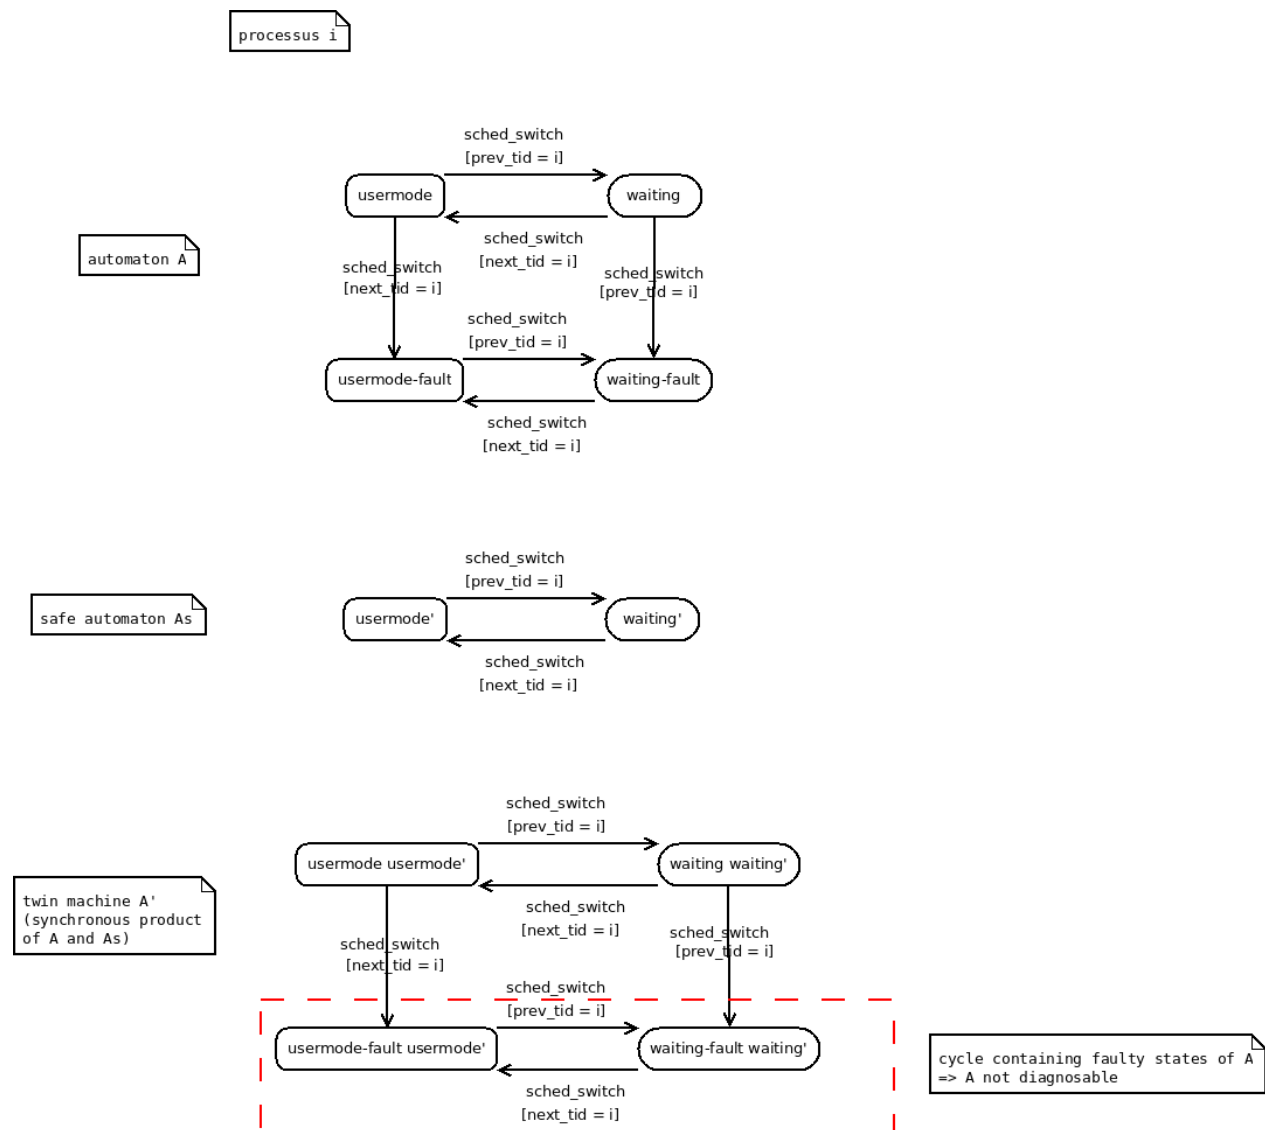 processus i
sched_switch
[prev_tid = i]
usermode
waiting
sched_switch
[next_tid = i]
automaton A
sched_switch
[next_tid = i]
sched_switch
[prev_tid = i]
sched_switch
[prev_tid = i]
usermode-fault
waiting-fault
sched_switch
[next_tid = i]
sched_switch
[prev_tid = i]
safe automaton As
usermode'
waiting'
sched_switch
[next_tid = i]
sched_switch
[prev_tid = i]
usermode usermode'
waiting waiting'
twin machine A'
(synchronous product
of A and As)
sched_switch
[next_tid = i]
sched_switch
[next_tid = i]
sched_switch
[prev_tid = i]
sched_switch
[prev_tid = i]
usermode-fault usermode'
waiting-fault waiting'
cycle containing faulty states of A
=> A not diagnosable
sched_switch
[next_tid = i]